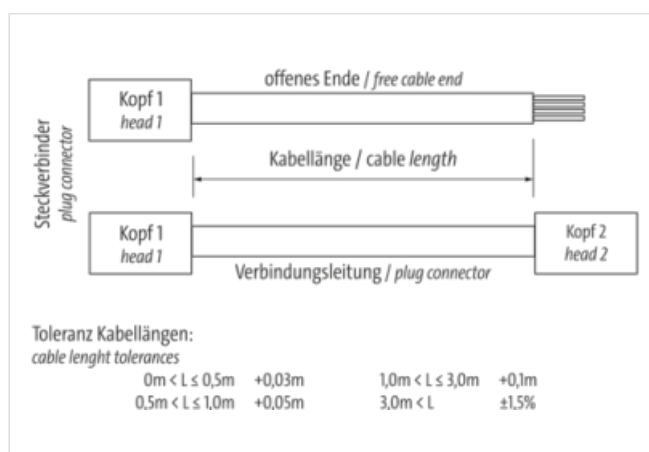 offenes Ende / free cable end
Kopf 1
head 1
Steckverbinder
plug connector
Kabellänge / cable length
Kopf 1
head 1
Kopf 2
head 2
Verbindungsleitung / plug connector
Toleranz Kabellängen:
cable lenght tolerances
0m < L ≤ 0,5m +0,03m 1,0m < L ≤ 3,0m +0,1m
0,5m < L ≤ 1,0m +0,05m 3,0m < L ±1,5%